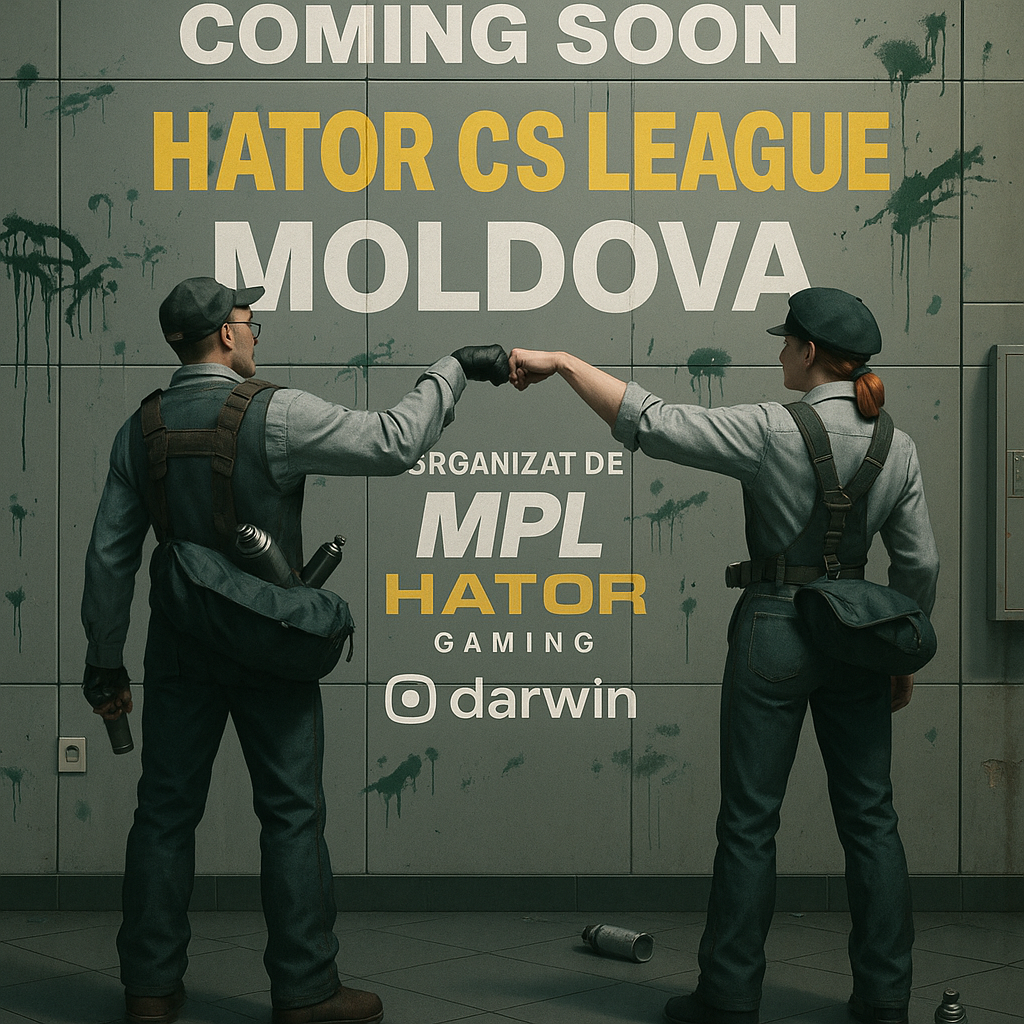 COMING SOON
HATOR CS LEAGUE
MOLDOVA
SRGANIZAT DE
MPL
HATOR
GAMING
darwin